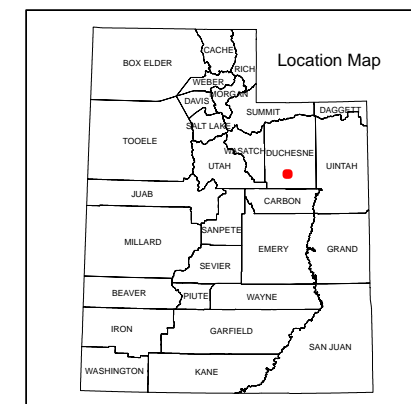 Location Map
CACHE
BOX ELDER
RICH
WEBER
MORGAN
DAVIS
SUMMIT
DAGGETT
SALT LAKE
TOOELE
WASATCH
DUCHESNE
UTAH
UINTAH
JUAB
CARBON
SANPETE
MILLARD
EMERY
GRAND
SEVIER
BEAVER
PIUTE
WAYNE
IRON
GARFIELD
SAN JUAN
WASHINGTON
KANE